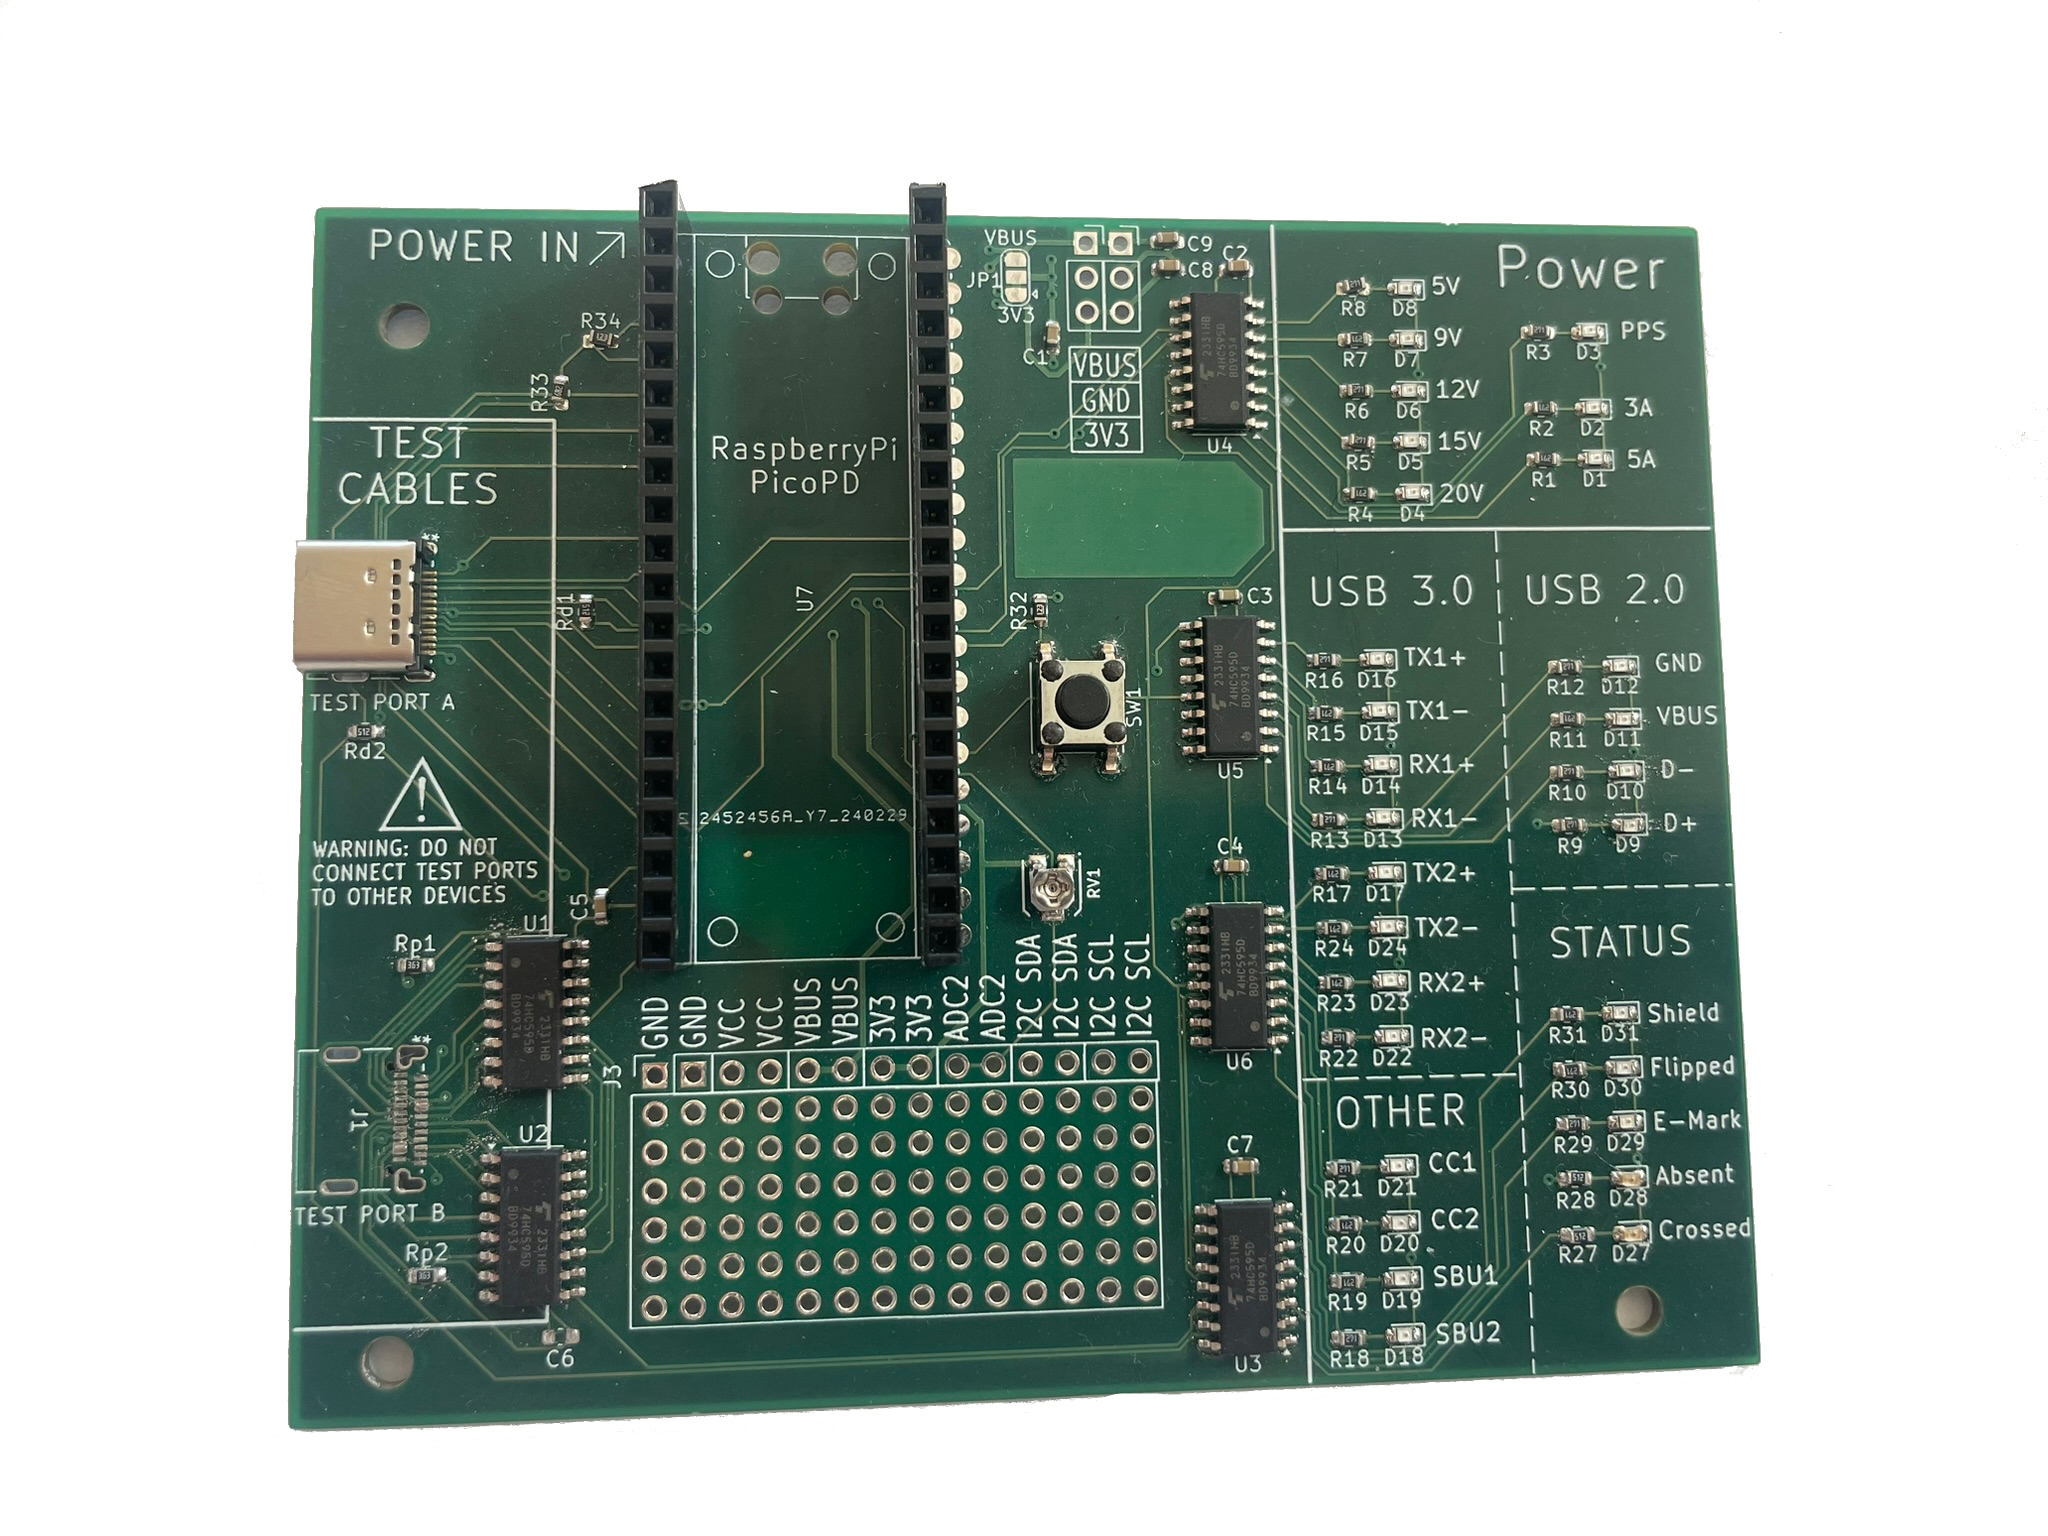 POWER IN
R34
R33
TEST
CABLES
Rd1
TEST PORT A
Rd2
WARNING: DO NOT
CONNECT TEST PORTS
TO OTHER DEVICES
C5
U1
Rp1
J1
U2
TEST PORT B
Rp2
C6
RaspberryPi
PicoPD
U7
2452456A_Y7_240229
VBUS
JP1
3V3
C1
C9
C8
C2
VBUS
GND
3V3
U4
74HC595D
R32
SW1
C3
74HC595D
U5
RV1
C4
74HC595D
U6
C7
74HC595D
U3
J3
GND
GND
VCC
VCC
VBUS
VBUS
3V3
3V3
ADC2
ADC2
I2C SDA
I2C SDA
I2C SCL
I2C SCL
Power
R8 D8 5V
R7 D7 9V
R6 D6 12V
R5 D5 15V
R4 D4 20V
R3 D3 PPS
R2 D2 3A
R1 D1 5A
USB 3.0
R16 D16 TX1+
R15 D15 TX1-
R14 D14 RX1+
R13 D13 RX1-
R17 D17 TX2+
R24 D24 TX2-
R23 D23 RX2+
R22 D22 RX2-
USB 2.0
R12 D12 GND
R11 D11 VBUS
R10 D10 D-
R9 D9 D+
OTHER
R21 D21 CC1
R20 D20 CC2
R19 D19 SBU1
R18 D18 SBU2
STATUS
R31 D31 Shield
R30 D30 Flipped
R29 D29 E-Mark
R28 D28 Absent
R27 D27 Crossed